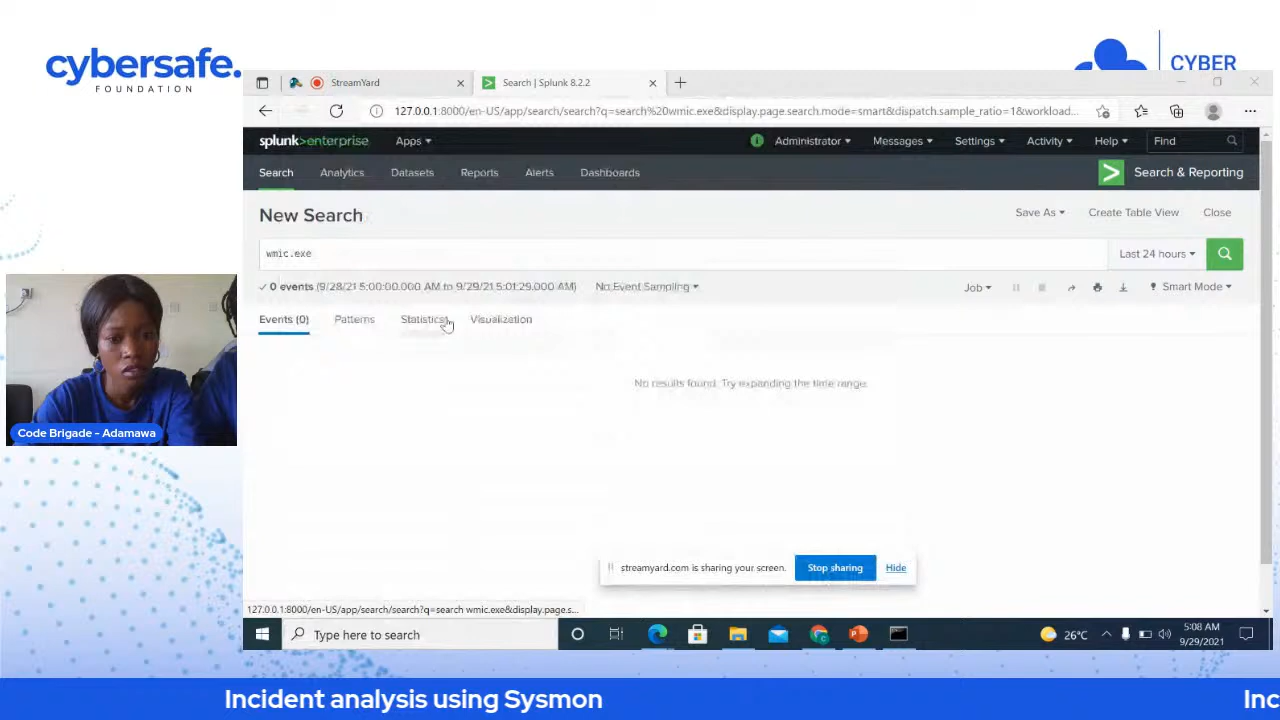 cybersafe.
FOUNDATION
CYBER
StreamYard
Search | Splunk 8.2.2
127.0.0.1:8000/en-US/app/search/search?q=search%20wmic.exe&display.page.search.mode=smart&dispatch.sample_ratio=1&workload...
splunk>enterprise
Apps
Administrator
Messages
Settings
Activity
Help
Find
Search
Analytics
Datasets
Reports
Alerts
Dashboards
Search & Reporting
New Search
Save As
Create Table View
Close
wmic.exe
Last 24 hours
0 events (9/28/21 5:00:00.000 AM to 9/29/21 5:01:29.000 AM)
No Event Sampling
Job
Smart Mode
Events (0)
Patterns
Statistics
Visualization
No results found. Try expanding the time range.
Code Brigade - Adamawa
streamyard.com is sharing your screen.
Stop sharing
Hide
127.0.0.1:8000/en-US/app/search/search?q=search wmic.exe&display.page.s...
Type here to search
26°C
5:08 AM
9/29/2021
Incident analysis using Sysmon
Inc